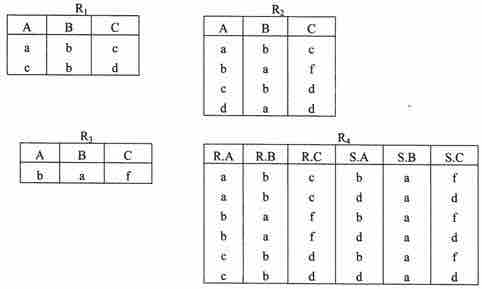 R1
A B C
a b c
c b d
R2
A B C
a b c
b a f
c b d
d a d
R3
A B C
b a f
R4
R.A R.B R.C S.A S.B S.C
a b c b a f
a b c d a d
b a f b a f
b a f d a d
c b d b a f
c b d d a d